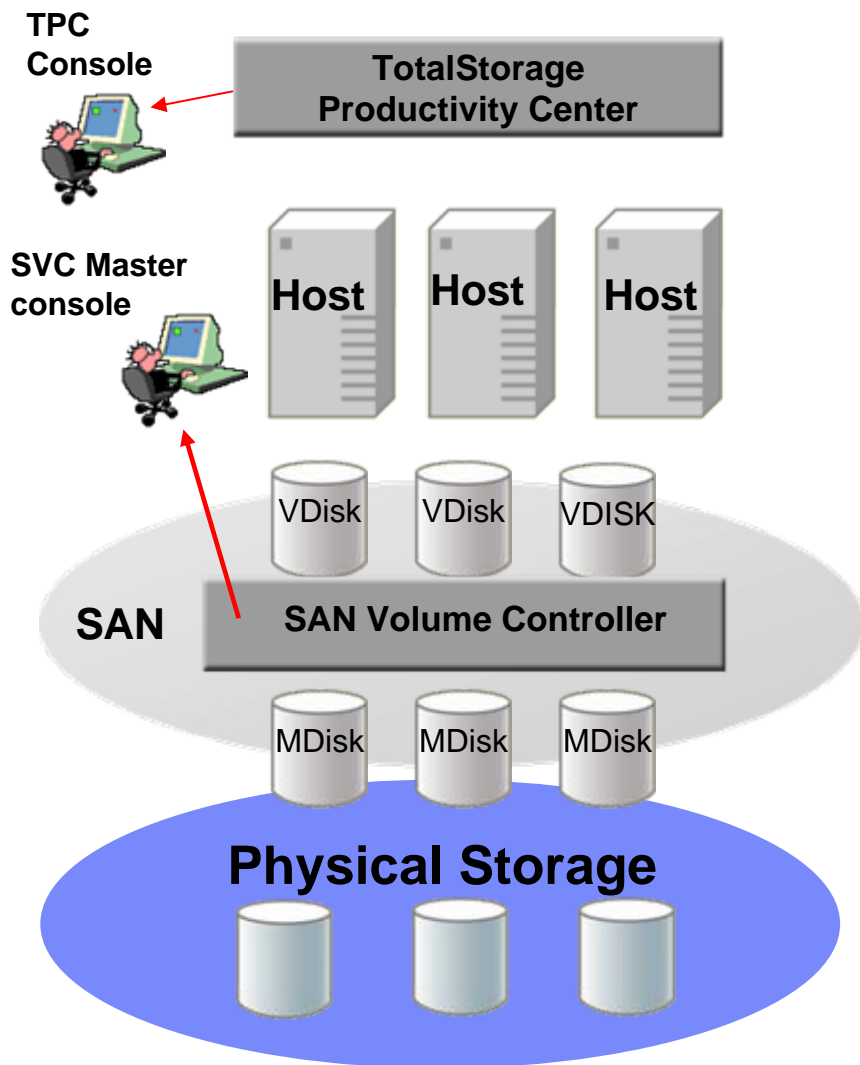 TPC
Console
TotalStorage
Productivity Center
SVC Master
console
Host
Host
Host
VDisk
VDisk
VDISK
SAN
SAN Volume Controller
MDisk
MDisk
MDisk
Physical Storage